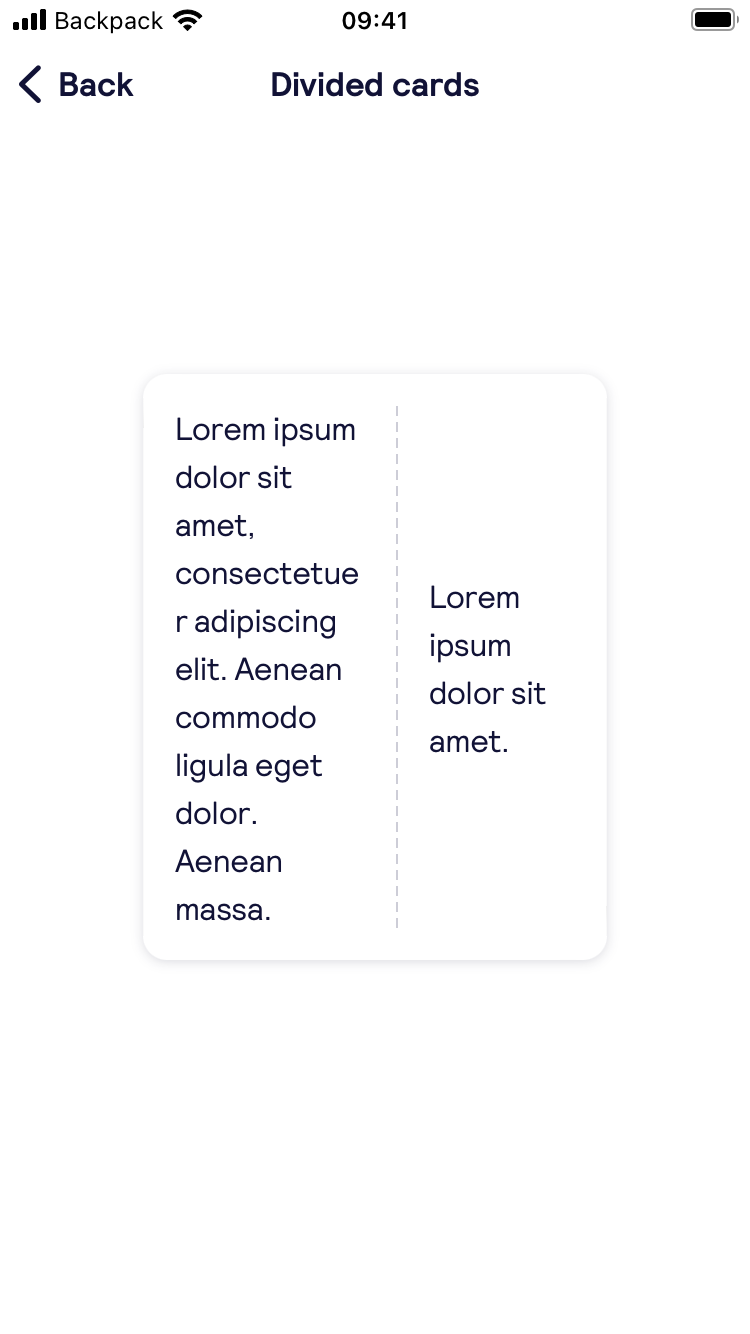 Backpack 09:41
Back Divided cards
Lorem ipsum
dolor sit
amet,
consectetue
r adipiscing
elit. Aenean
commodo
ligula eget
dolor.
Aenean
massa.
Lorem
ipsum
dolor sit
amet.